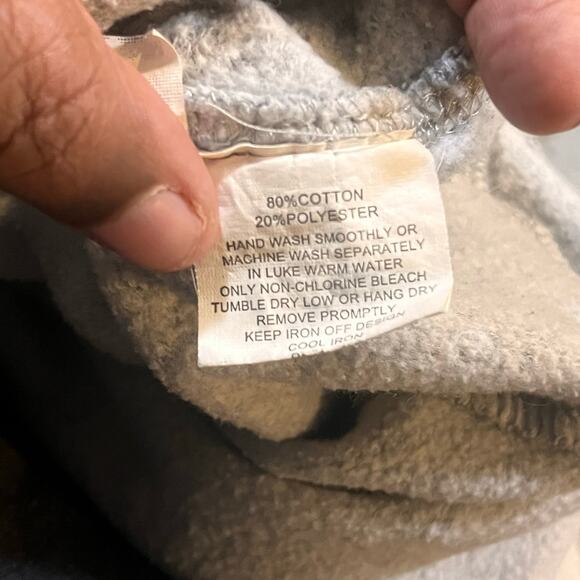 80%COTTON
20%POLYESTER
HAND WASH SMOOTHLY OR
MACHINE WASH SEPARATELY
IN LUKE WARM WATER
ONLY NON-CHLORINE BLEACH
TUMBLE DRY LOW OR HANG DRY
REMOVE PROMPTLY
KEEP IRON OFF DESIGN
COOL IRON